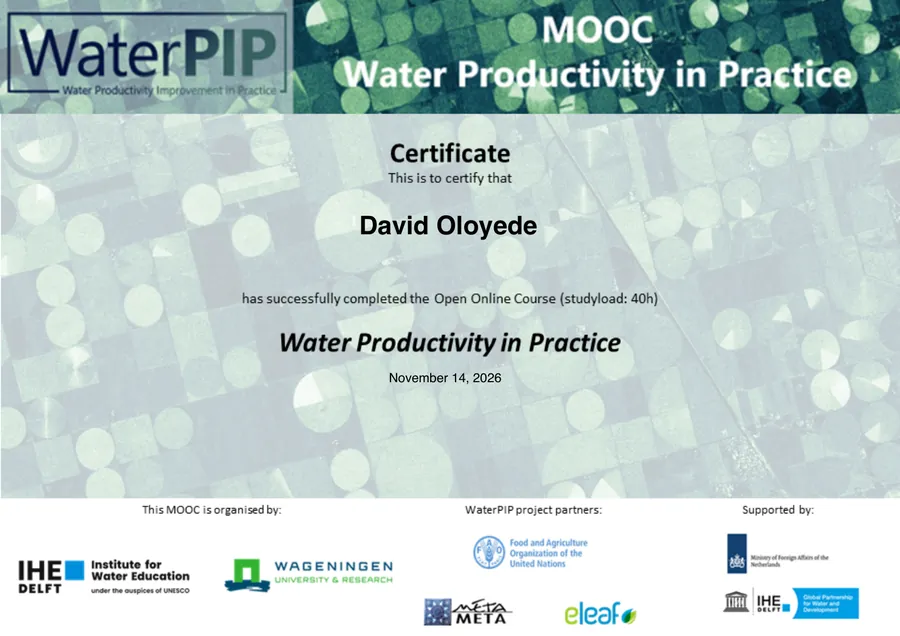 WaterPIP
Water Productivity Improvement in Practice
MOOC
Water Productivity in Practice
Certificate
This is to certify that
David Oloyede
has successfully completed the Open Online Course (studyload: 40h)
Water Productivity in Practice
November 14, 2026
This MOOC is organised by:
WaterPIP project partners:
Supported by:
IHE
DELFT
Institute for
Water Education
under the auspices of UNESCO
WAGENINGEN
UNIVERSITY & RESEARCH
FAO
Food and Agriculture
Organization of the
United Nations
META
META
eleaf
Ministry of Foreign Affairs of the
Netherlands
IHE
DELFT
Global Partnership
for Water and
Development